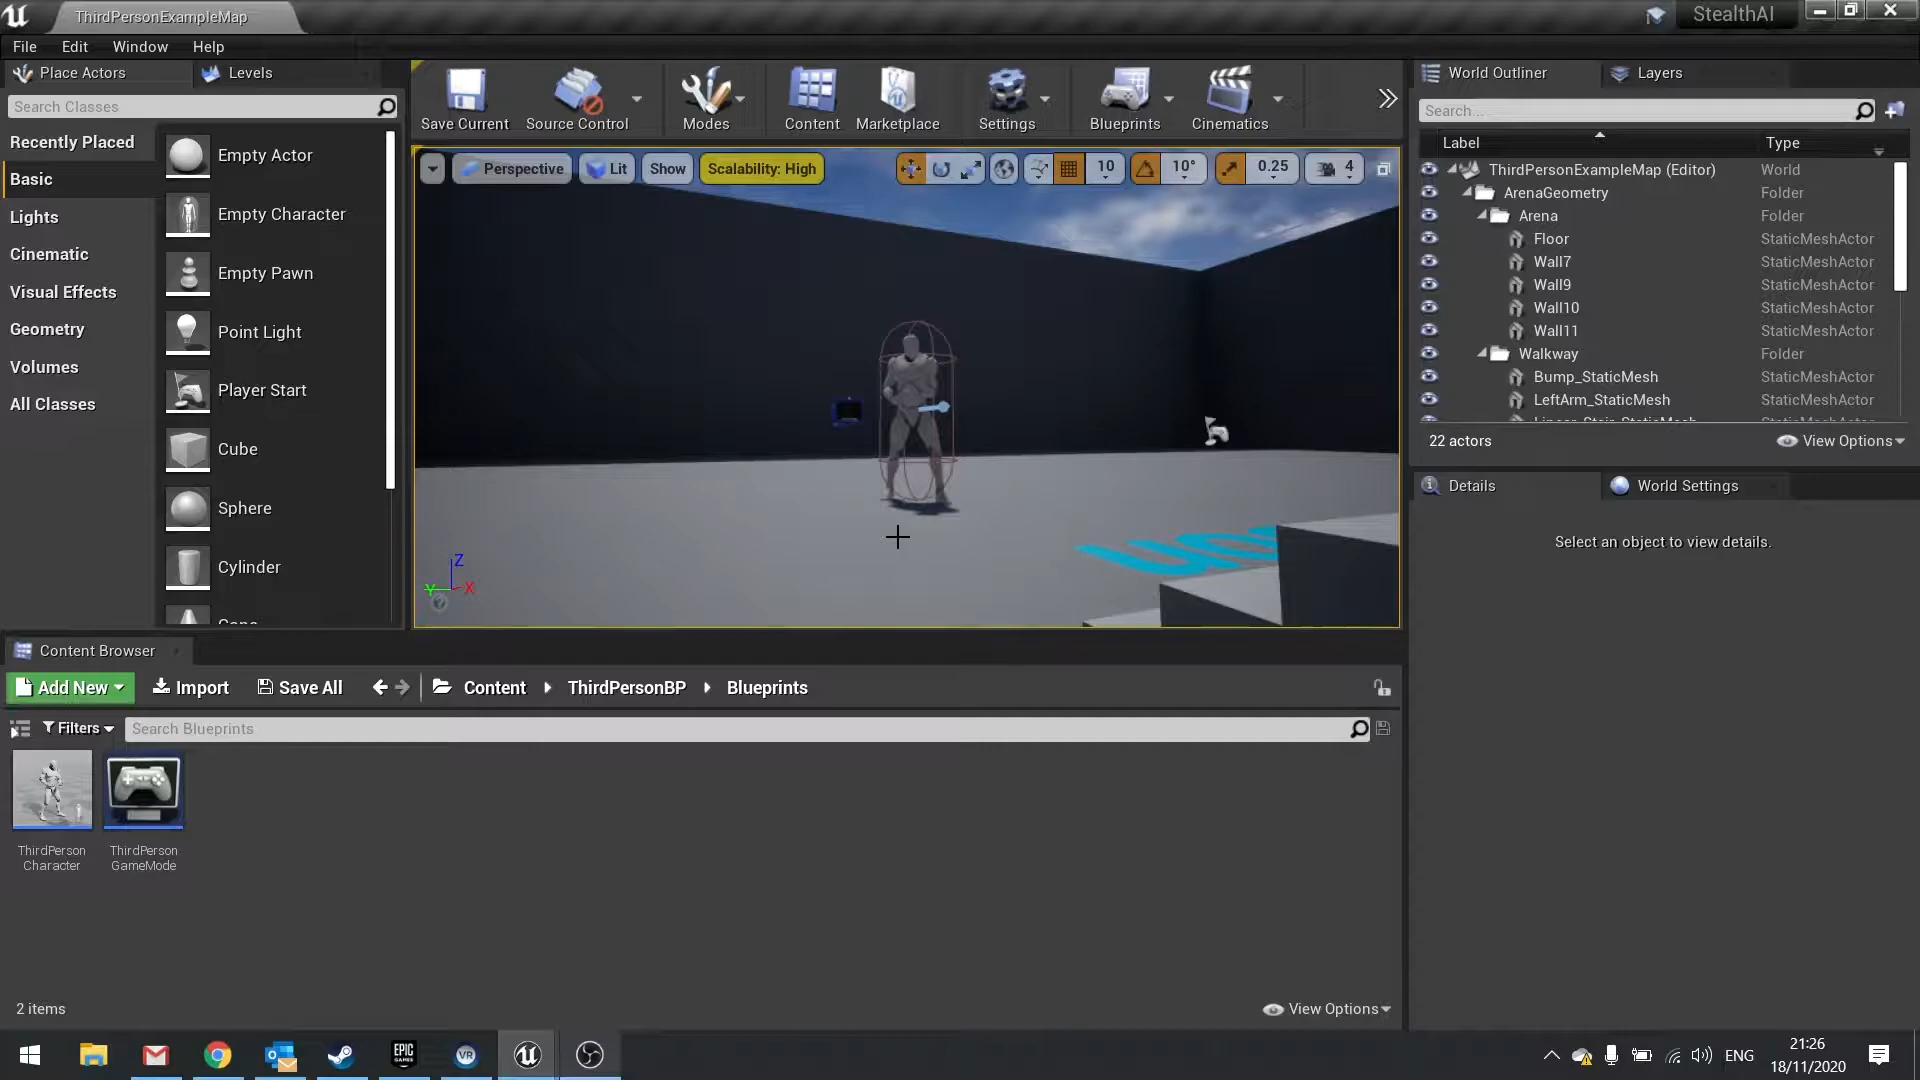 ThirdPersonExampleMap
StealthAI
File Edit Window Help
Place Actors
Levels
Search Classes
Recently Placed
Basic
Lights
Cinematic
Visual Effects
Geometry
Volumes
All Classes
Empty Actor
Empty Character
Empty Pawn
Point Light
Player Start
Cube
Sphere
Cylinder
Save Current
Source Control
Modes
Content
Marketplace
Settings
Blueprints
Cinematics
Perspective
Lit
Show
Scalability: High
10
10°
0.25
4
Z
Y
X
World Outliner
Layers
Search...
Label
Type
ThirdPersonExampleMap (Editor) World
ArenaGeometry Folder
Arena Folder
Floor StaticMeshActor
Wall7 StaticMeshActor
Wall9 StaticMeshActor
Wall10 StaticMeshActor
Wall11 StaticMeshActor
Walkway Folder
Bump_StaticMesh StaticMeshActor
LeftArm_StaticMesh StaticMeshActor
22 actors
View Options
Details
World Settings
Select an object to view details.
Content Browser
Add New
Import
Save All
Content
ThirdPersonBP
Blueprints
Filters
Search Blueprints
ThirdPerson
Character
ThirdPerson
GameMode
2 items
View Options
EPIC
GAMES
VR
ENG
21:26
18/11/2020